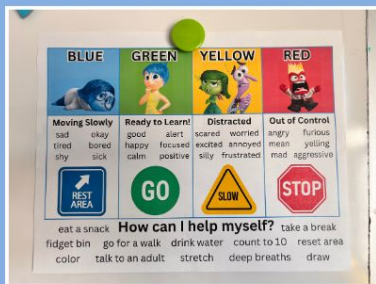 BLUE GREEN YELLOW RED
Moving Slowly Ready to Learn! Distracted Out of Control
sad okay good alert scared worried angry furious
tired bored happy focused excited annoyed mean yelling
shy sick calm positive silly frustrated mad aggressive
REST AREA GO SLOW STOP
eat a snack How can I help myself? take a break
fidget bin go for a walk drink water count to 10 reset area
color talk to an adult stretch deep breaths draw